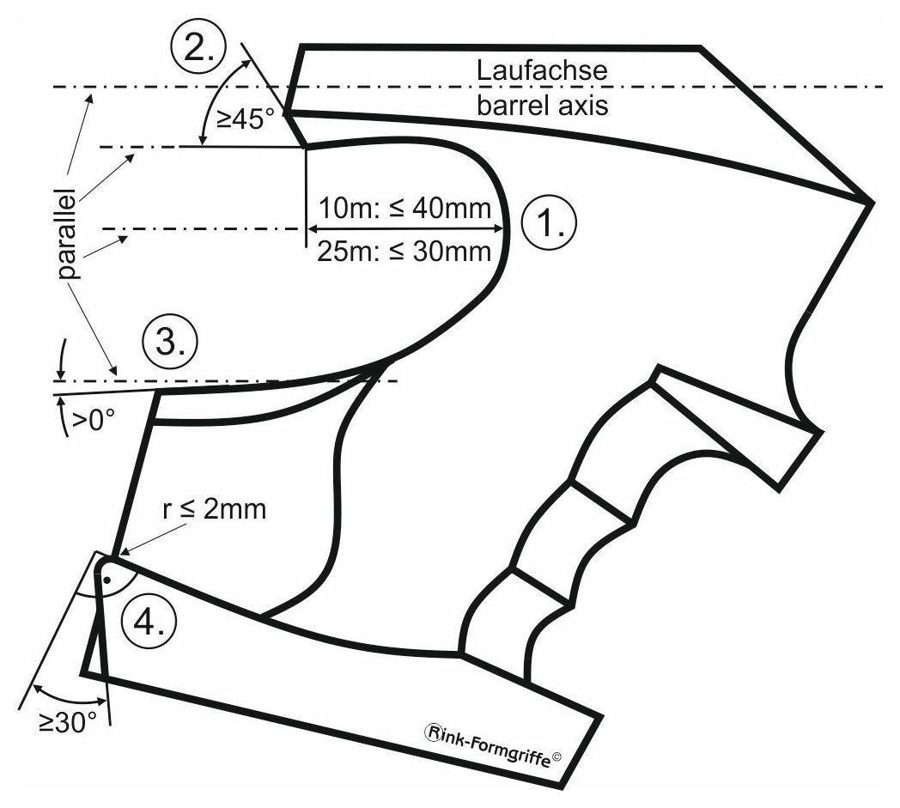 2.
Laufachse
barrel axis
≥45°
parallel
10m: ≤ 40mm
25m: ≤ 30mm
1.
3.
>0°
r ≤ 2mm
4.
≥30°
Rink-Formgriffe©